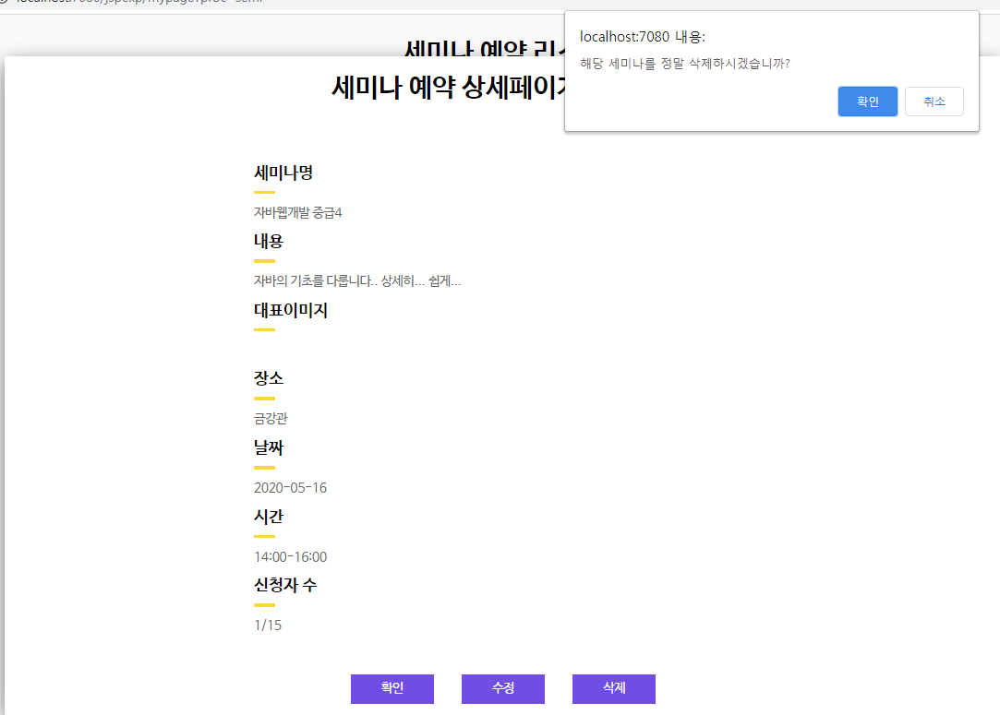 localhost:7080 내용:
해당 세미나를 정말 삭제하시겠습니까?
확인 취소
세미나 예약 리
세미나 예약 상세페이지
세미나명
자바웹개발 중급4
내용
자바의 기초를 다룹니다.. 상세히... 쉽게...
대표이미지
장소
금강관
날짜
2020-05-16
시간
14:00-16:00
신청자 수
1/15
확인 수정 삭제